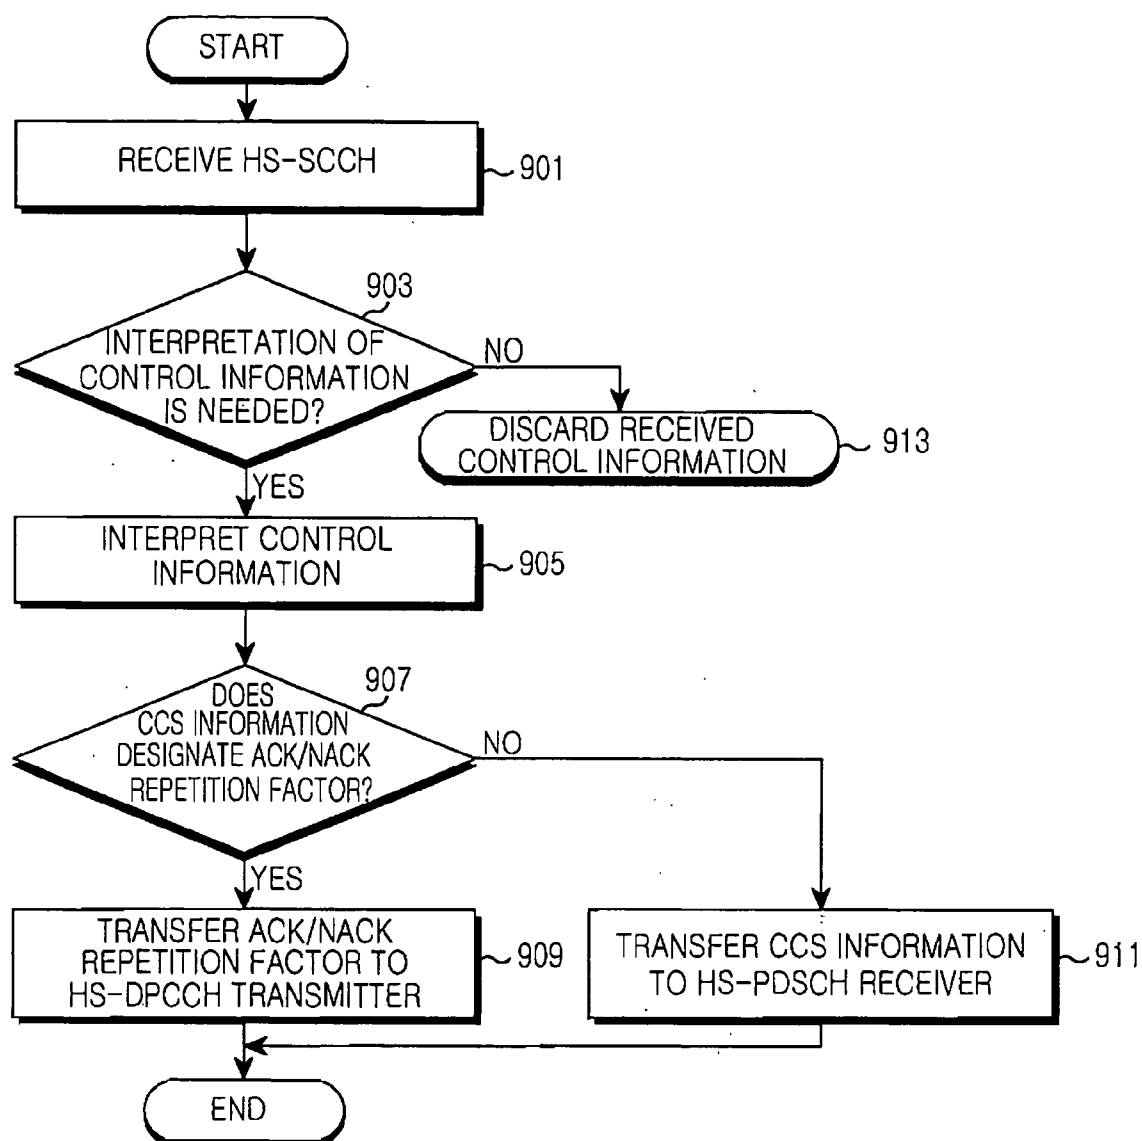 START
RECEIVE HS-SCCH
901
903
INTERPRETATION OF
CONTROL INFORMATION
IS NEEDED?
NO
DISCARD RECEIVED
CONTROL INFORMATION
913
YES
INTERPRET CONTROL
INFORMATION
905
907
DOES
CCS INFORMATION
DESIGNATE ACK/NACK
REPETITION FACTOR?
NO
YES
TRANSFER ACK/NACK
REPETITION FACTOR TO
HS-DPCCH TRANSMITTER
909
TRANSFER CCS INFORMATION
TO HS-PDSCH RECEIVER
911
END